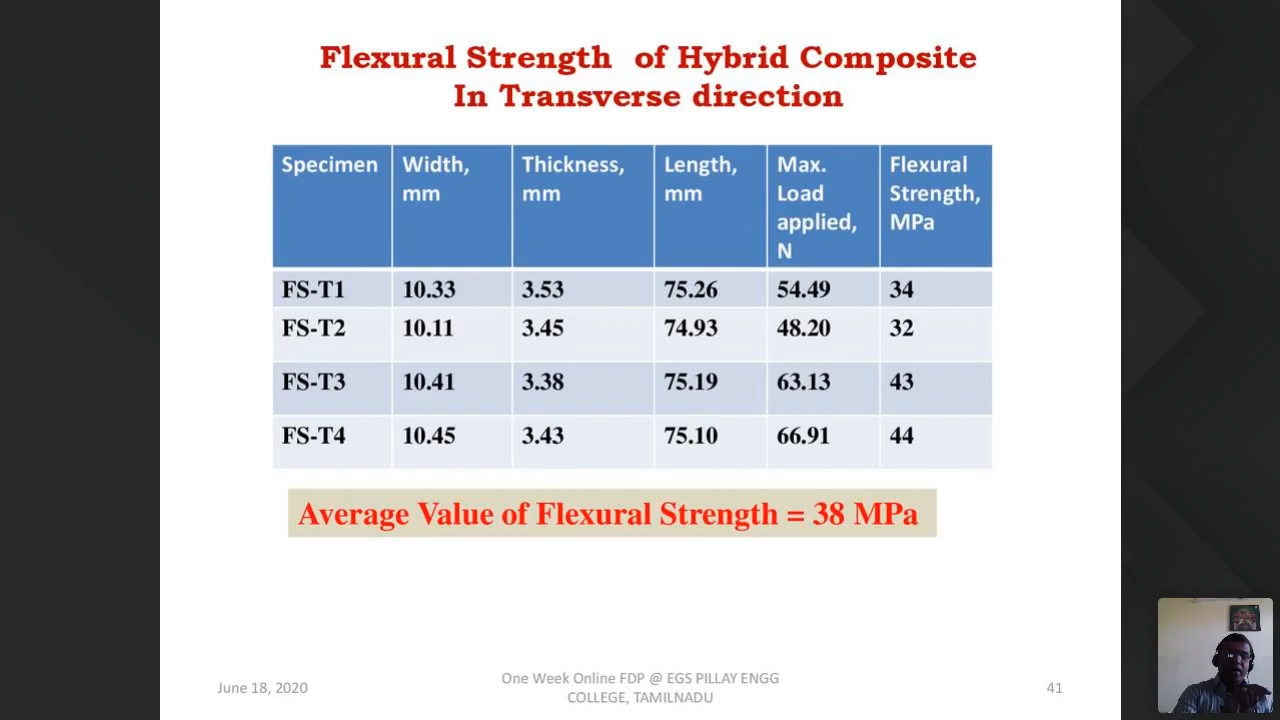 Flexural Strength of Hybrid Composite
In Transverse direction
Specimen Width, mm Thickness, mm Length, mm Max. Load applied, N Flexural Strength, MPa
FS-T1 10.33 3.53 75.26 54.49 34
FS-T2 10.11 3.45 74.93 48.20 32
FS-T3 10.41 3.38 75.19 63.13 43
FS-T4 10.45 3.43 75.10 66.91 44
Average Value of Flexural Strength = 38 MPa
June 18, 2020
One Week Online FDP @ EGS PILLAY ENGG
COLLEGE, TAMILNADU
41